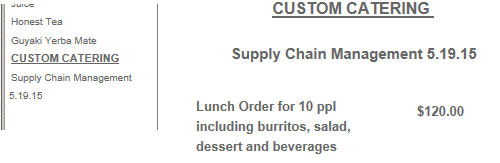 Juice
Honest Tea
Guyaki Yerba Mate
CUSTOM CATERING
Supply Chain Management
5.19.15
CUSTOM CATERING
Supply Chain Management 5.19.15
Lunch Order for 10 ppl
including burritos, salad,
dessert and beverages
$120.00